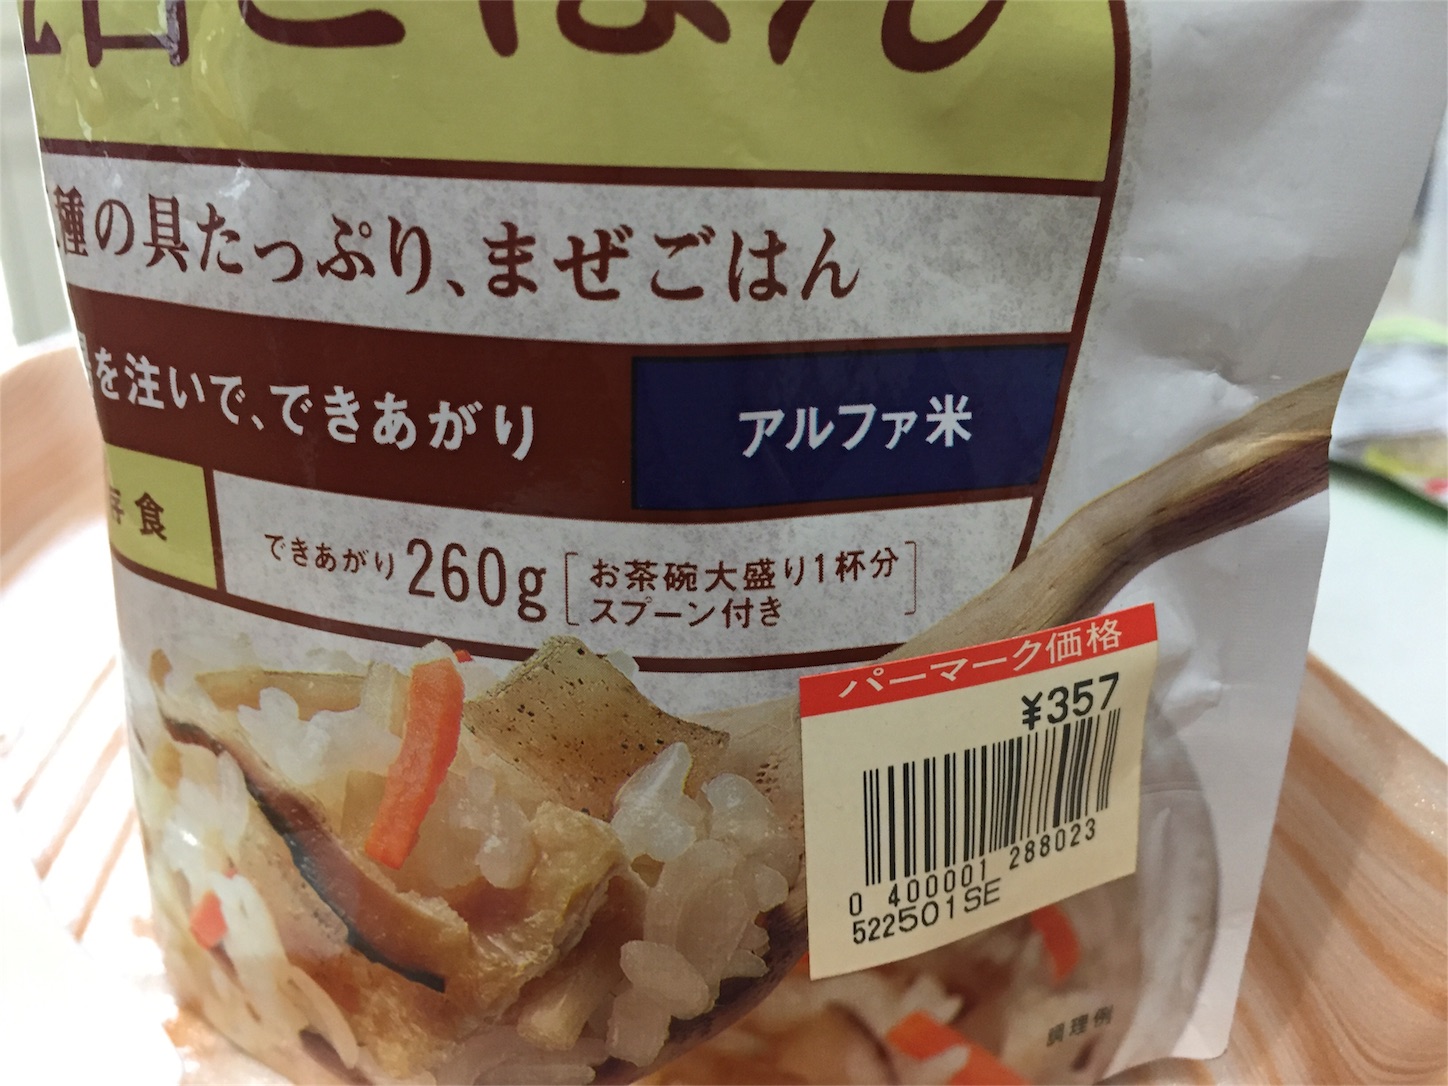 ごはん
種の具たっぷり、まぜごはん
を注いで、できあがり
アルファ米
存食
できあがり260g
お茶碗大盛り1杯分
スプーン付き
パーマーク価格
¥357
0 400001 288023
522501SE
調理例